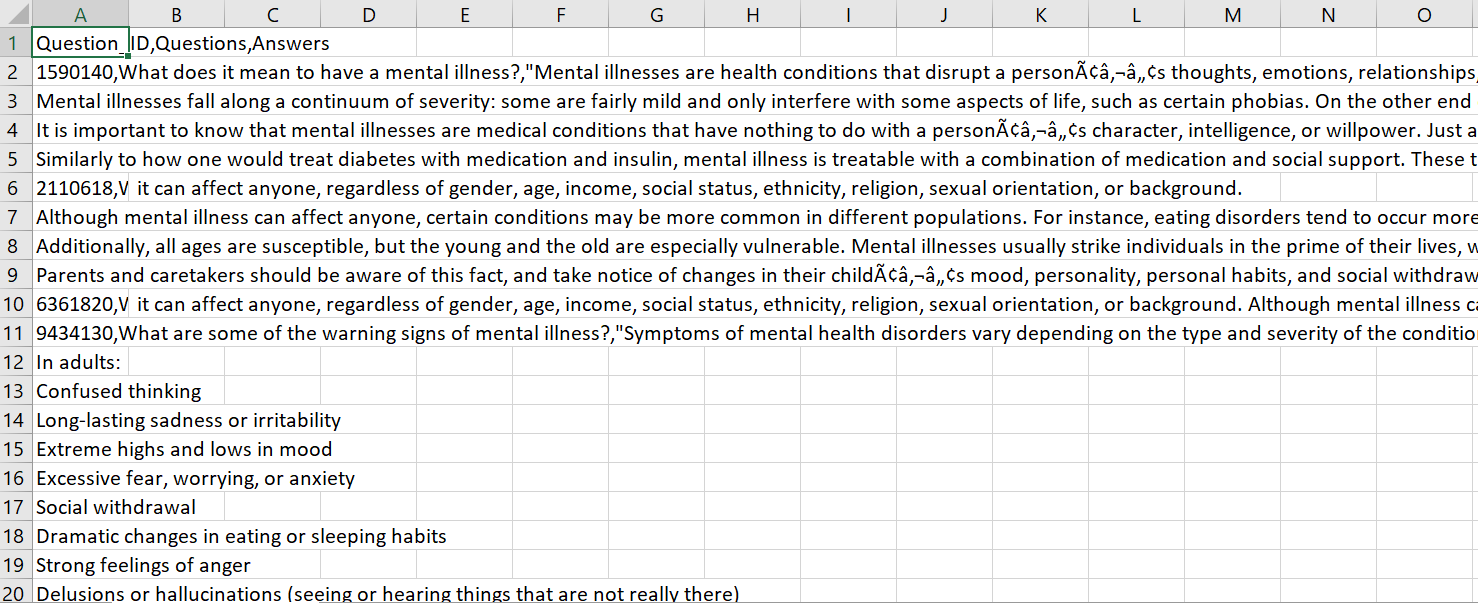 A B C D E F G H I J K L M N O
1 Question_ID,Questions,Answers
2 1590140,What does it mean to have a mental illness?,"Mental illnesses are health conditions that disrupt a personÃ¢â‚¬â„¢s thoughts, emotions, relationships,
3 Mental illnesses fall along a continuum of severity: some are fairly mild and only interfere with some aspects of life, such as certain phobias. On the other end
4 It is important to know that mental illnesses are medical conditions that have nothing to do with a personÃ¢â‚¬â„¢s character, intelligence, or willpower. Just a
5 Similarly to how one would treat diabetes with medication and insulin, mental illness is treatable with a combination of medication and social support. These t
6 2110618,W it can affect anyone, regardless of gender, age, income, social status, ethnicity, religion, sexual orientation, or background.
7 Although mental illness can affect anyone, certain conditions may be more common in different populations. For instance, eating disorders tend to occur more
8 Additionally, all ages are susceptible, but the young and the old are especially vulnerable. Mental illnesses usually strike individuals in the prime of their lives, w
9 Parents and caretakers should be aware of this fact, and take notice of changes in their childÃ¢â‚¬â„¢s mood, personality, personal habits, and social withdraw
10 6361820,W it can affect anyone, regardless of gender, age, income, social status, ethnicity, religion, sexual orientation, or background. Although mental illness ca
11 9434130,What are some of the warning signs of mental illness?,"Symptoms of mental health disorders vary depending on the type and severity of the conditio
12 In adults:
13 Confused thinking
14 Long-lasting sadness or irritability
15 Extreme highs and lows in mood
16 Excessive fear, worrying, or anxiety
17 Social withdrawal
18 Dramatic changes in eating or sleeping habits
19 Strong feelings of anger
20 Delusions or hallucinations (seeing or hearing things that are not really there)